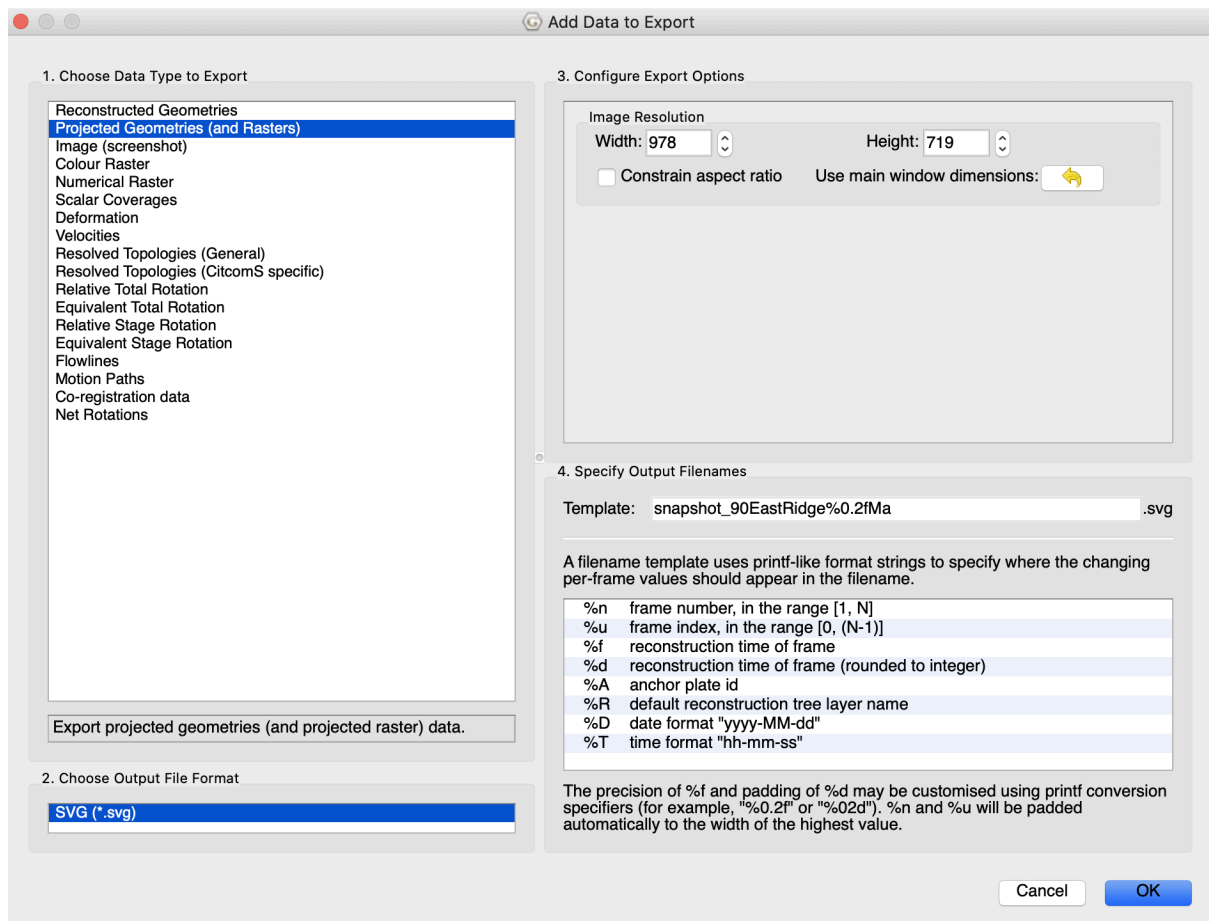 Add Data to Export
1. Choose Data Type to Export
Reconstructed Geometries
Projected Geometries (and Rasters)
Image (screenshot)
Colour Raster
Numerical Raster
Scalar Coverages
Deformation
Velocities
Resolved Topologies (General)
Resolved Topologies (CitcomS specific)
Relative Total Rotation
Equivalent Total Rotation
Relative Stage Rotation
Equivalent Stage Rotation
Flowlines
Motion Paths
Co-registration data
Net Rotations
Export projected geometries (and projected raster) data.
2. Choose Output File Format
SVG (*.svg)
3. Configure Export Options
Image Resolution
Width: 978 Height: 719
Constrain aspect ratio Use main window dimensions:
4. Specify Output Filenames
Template: snapshot_90EastRidge%0.2fMa .svg
A filename template uses printf-like format strings to specify where the changing
per-frame values should appear in the filename.
%n frame number, in the range [1, N]
%u frame index, in the range [0, (N-1)]
%f reconstruction time of frame
%d reconstruction time of frame (rounded to integer)
%A anchor plate id
%R default reconstruction tree layer name
%D date format "yyyy-MM-dd"
%T time format "hh-mm-ss"
The precision of %f and padding of %d may be customised using printf conversion
specifiers (for example, "%0.2f" or "%02d"). %n and %u will be padded
automatically to the width of the highest value.
Cancel OK